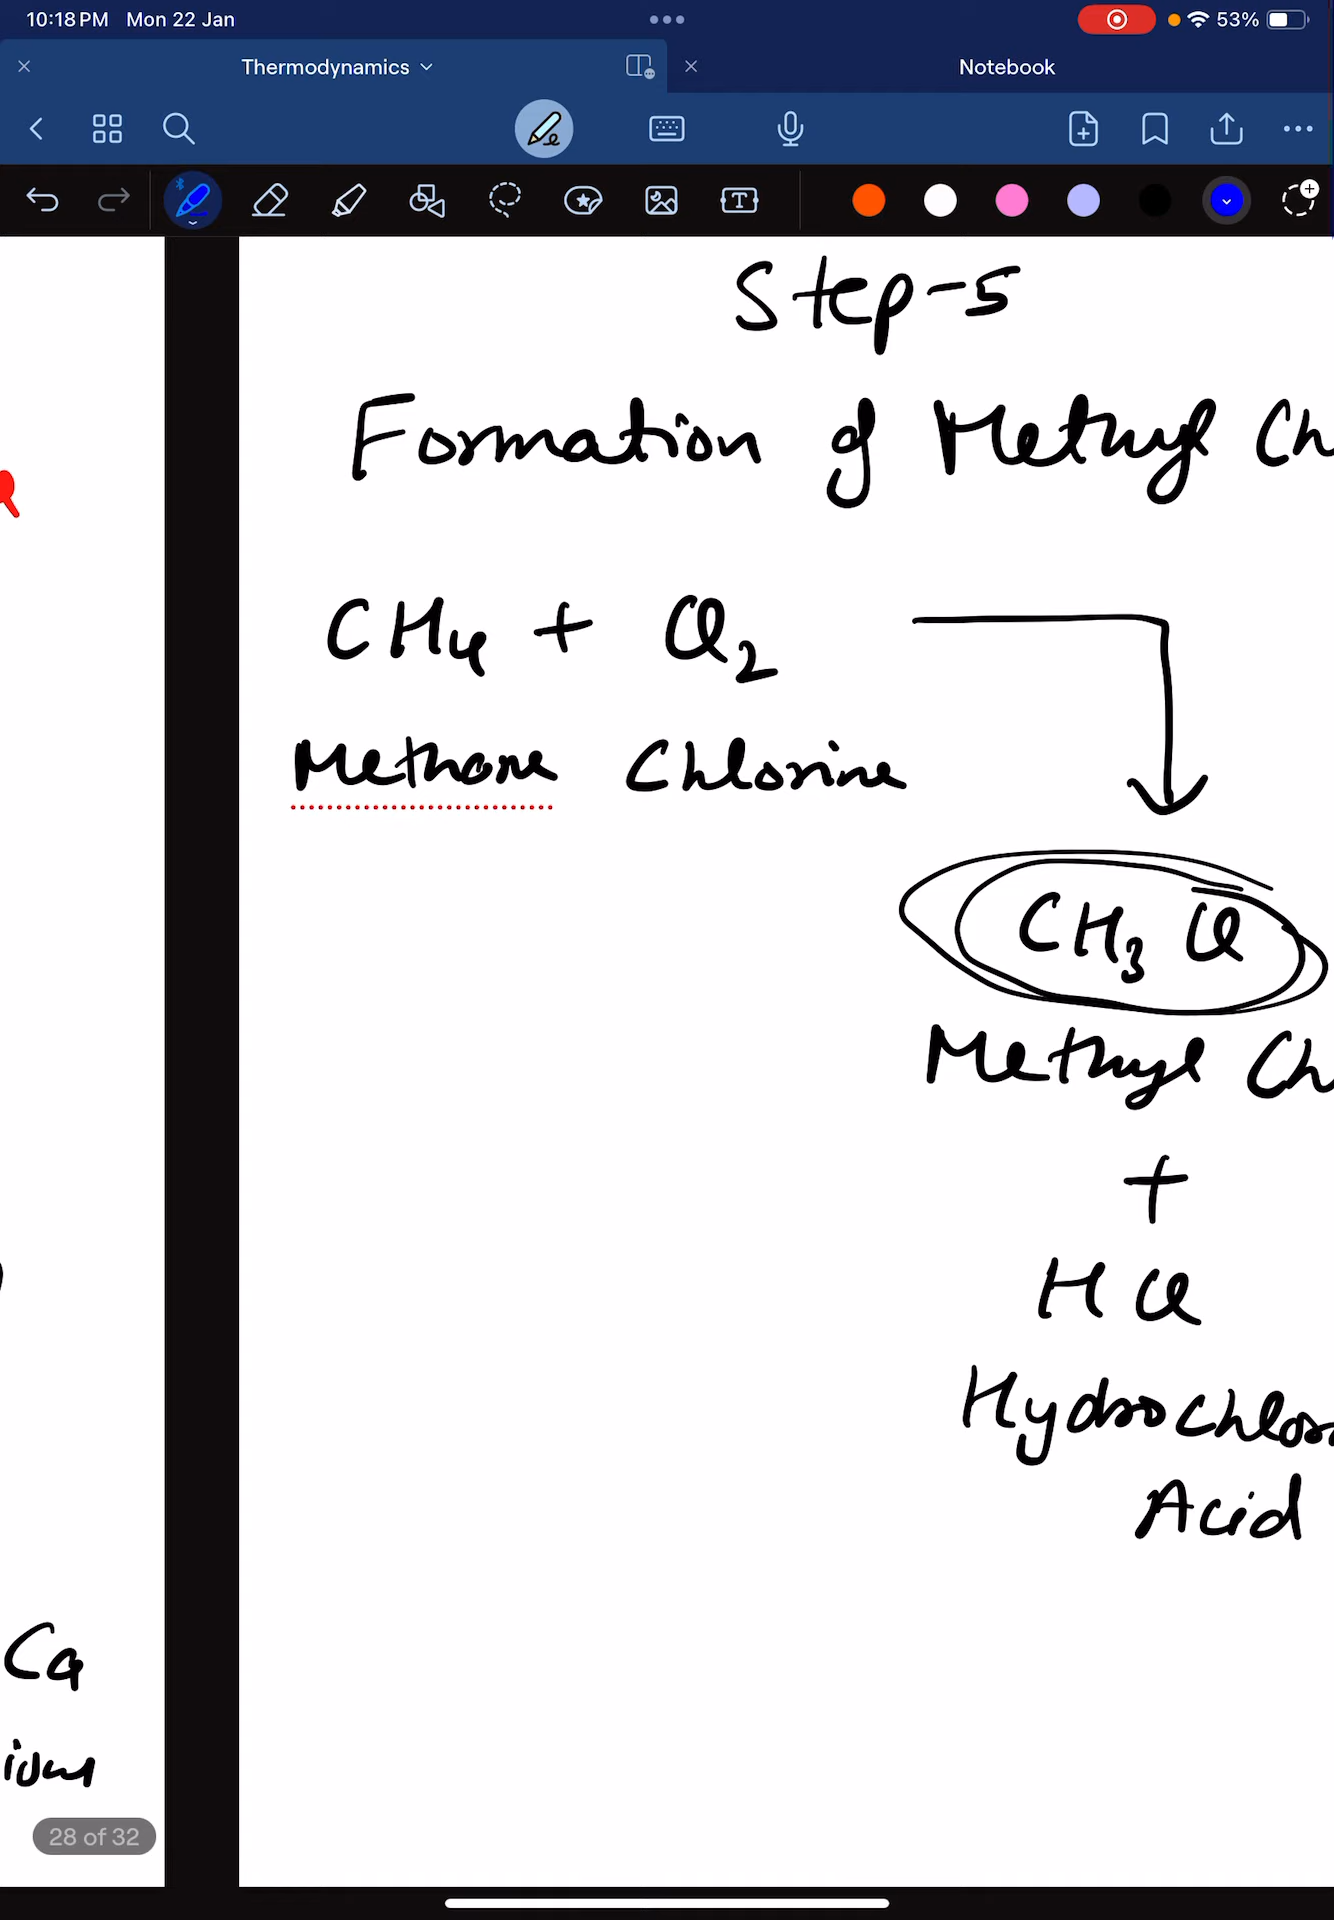 10:18 PM Mon 22 Jan
53%
Thermodynamics
Notebook
Step-5
Formation of Methyl Ch
CH4 + Cl2
Methane Chlorine
CH3 Cl
Methyl Ch
+
H Cl
Hydrochlor
Acid
Ca
28 of 32